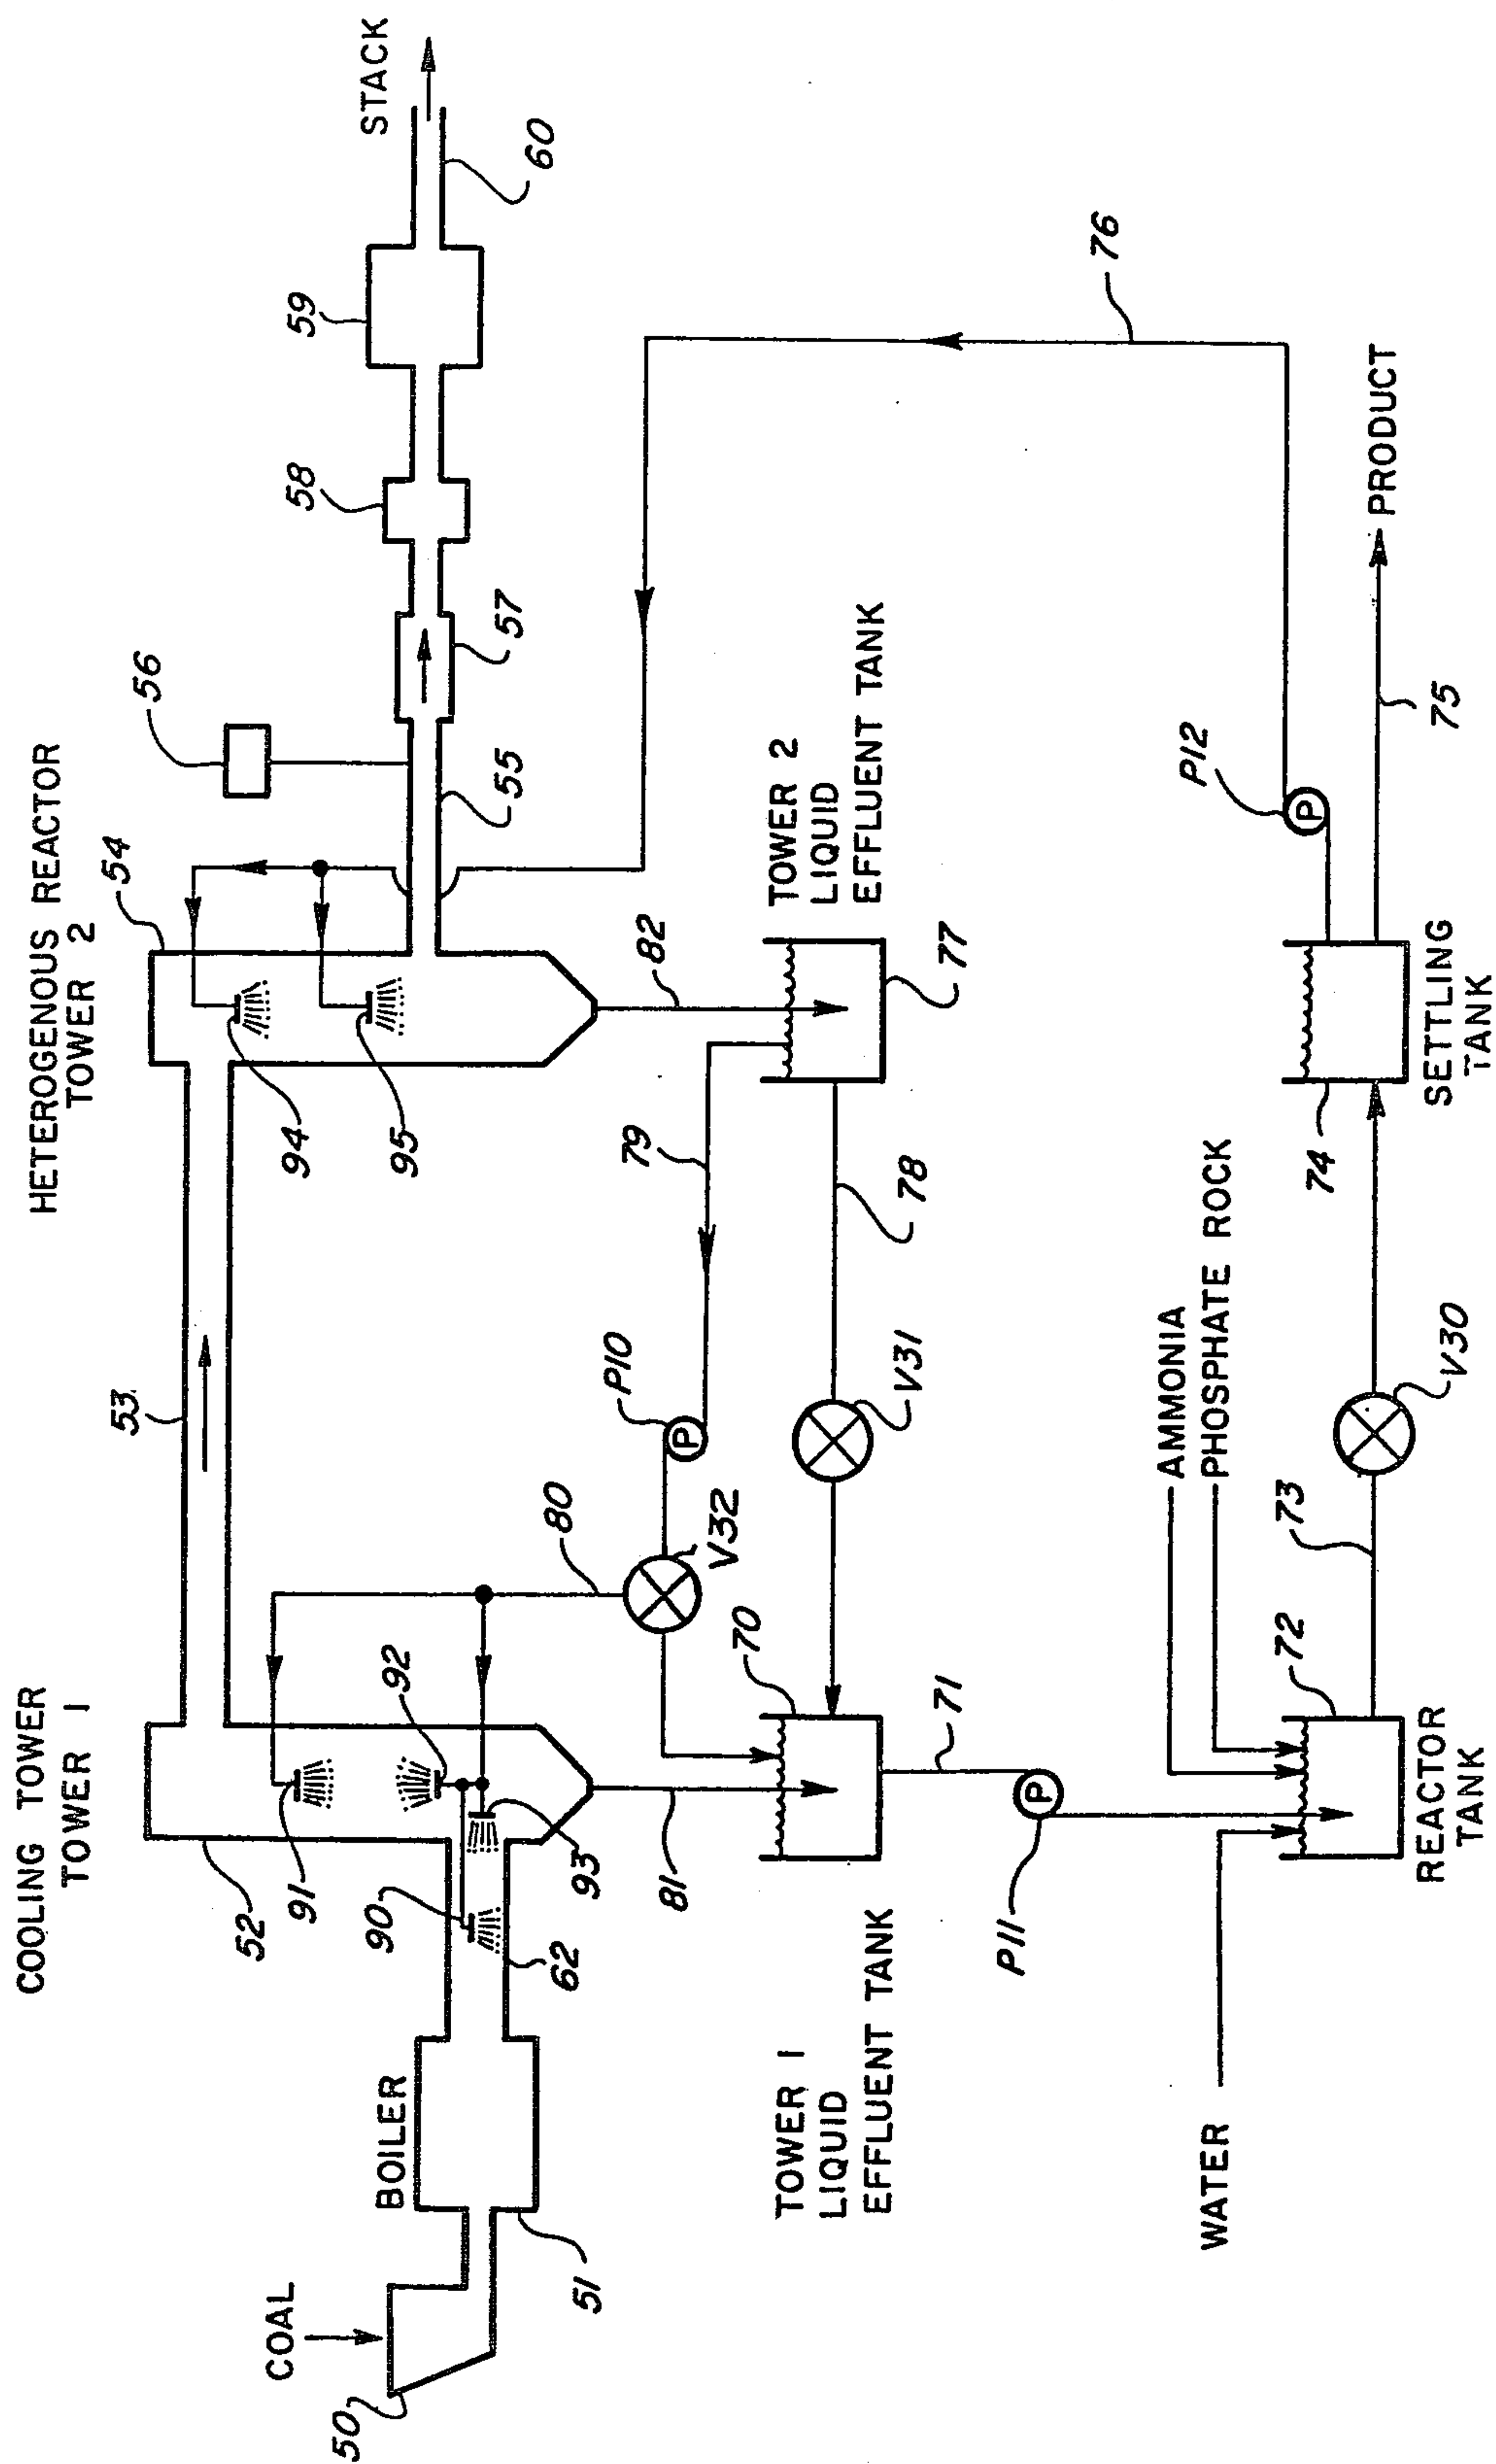 COOLING TOWER
TOWER 1
HETEROGENOUS REACTOR
TOWER 2
COAL
50
BOILER
51
62
52
90
91
92
93
53
54
94
95
56
55
57
58
59
STACK
60
80
V32
P10
79
82
81
TOWER 1
LIQUID
EFFLUENT TANK
70
71
V31
78
77
TOWER 2
LIQUID
EFFLUENT TANK
76
P11
P
P
P
WATER
AMMONIA
PHOSPHATE ROCK
72
REACTOR
TANK
73
V30
74
SETTLING
TANK
P12
75
PRODUCT